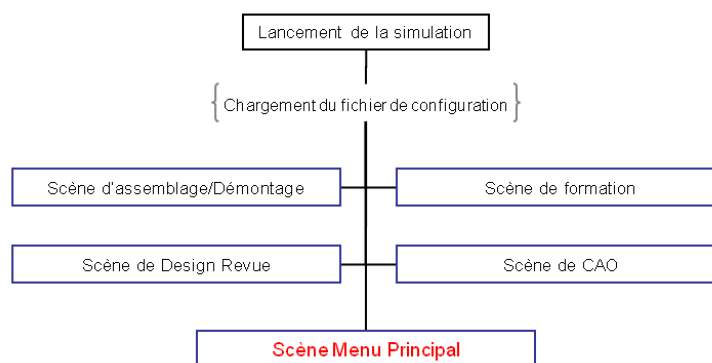 Lancement de la simulation
{Chargement du fichier de configuration}
Scène d'assemblage/Démontage
Scène de formation
Scène de Design Revue
Scène de CAO
Scène Menu Principal